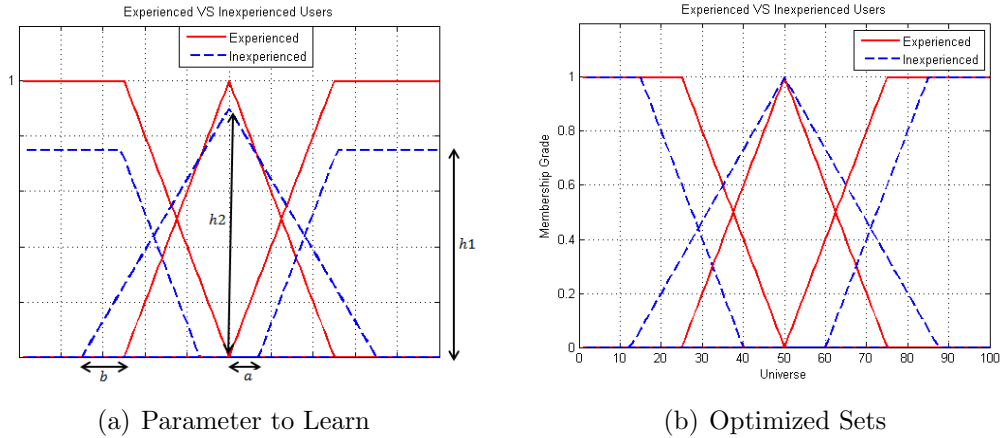 Experienced VS Inexperienced Users
Experienced
Inexperienced
1
h2
h1
b
a
(a) Parameter to Learn
Experienced VS Inexperienced Users
Experienced
Inexperienced
Membership Grade
1
0.8
0.6
0.4
0.2
0
0 10 20 30 40 50 60 70 80 90 100
Universe
(b) Optimized Sets